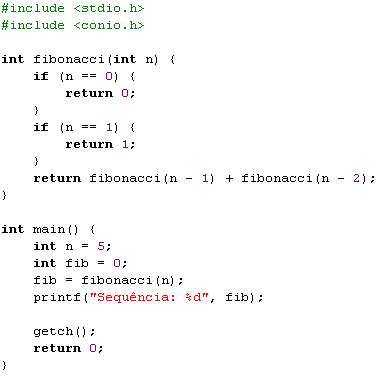 #include <stdio.h>
#include <conio.h>
int fibonacci(int n) {
    if (n == 0) {
        return 0;
    }
    if (n == 1) {
        return 1;
    }
    return fibonacci(n - 1) + fibonacci(n - 2);
}
int main() {
    int n = 5;
    int fib = 0;
    fib = fibonacci(n);
    printf("Sequência: %d", fib);
    getch();
    return 0;
}